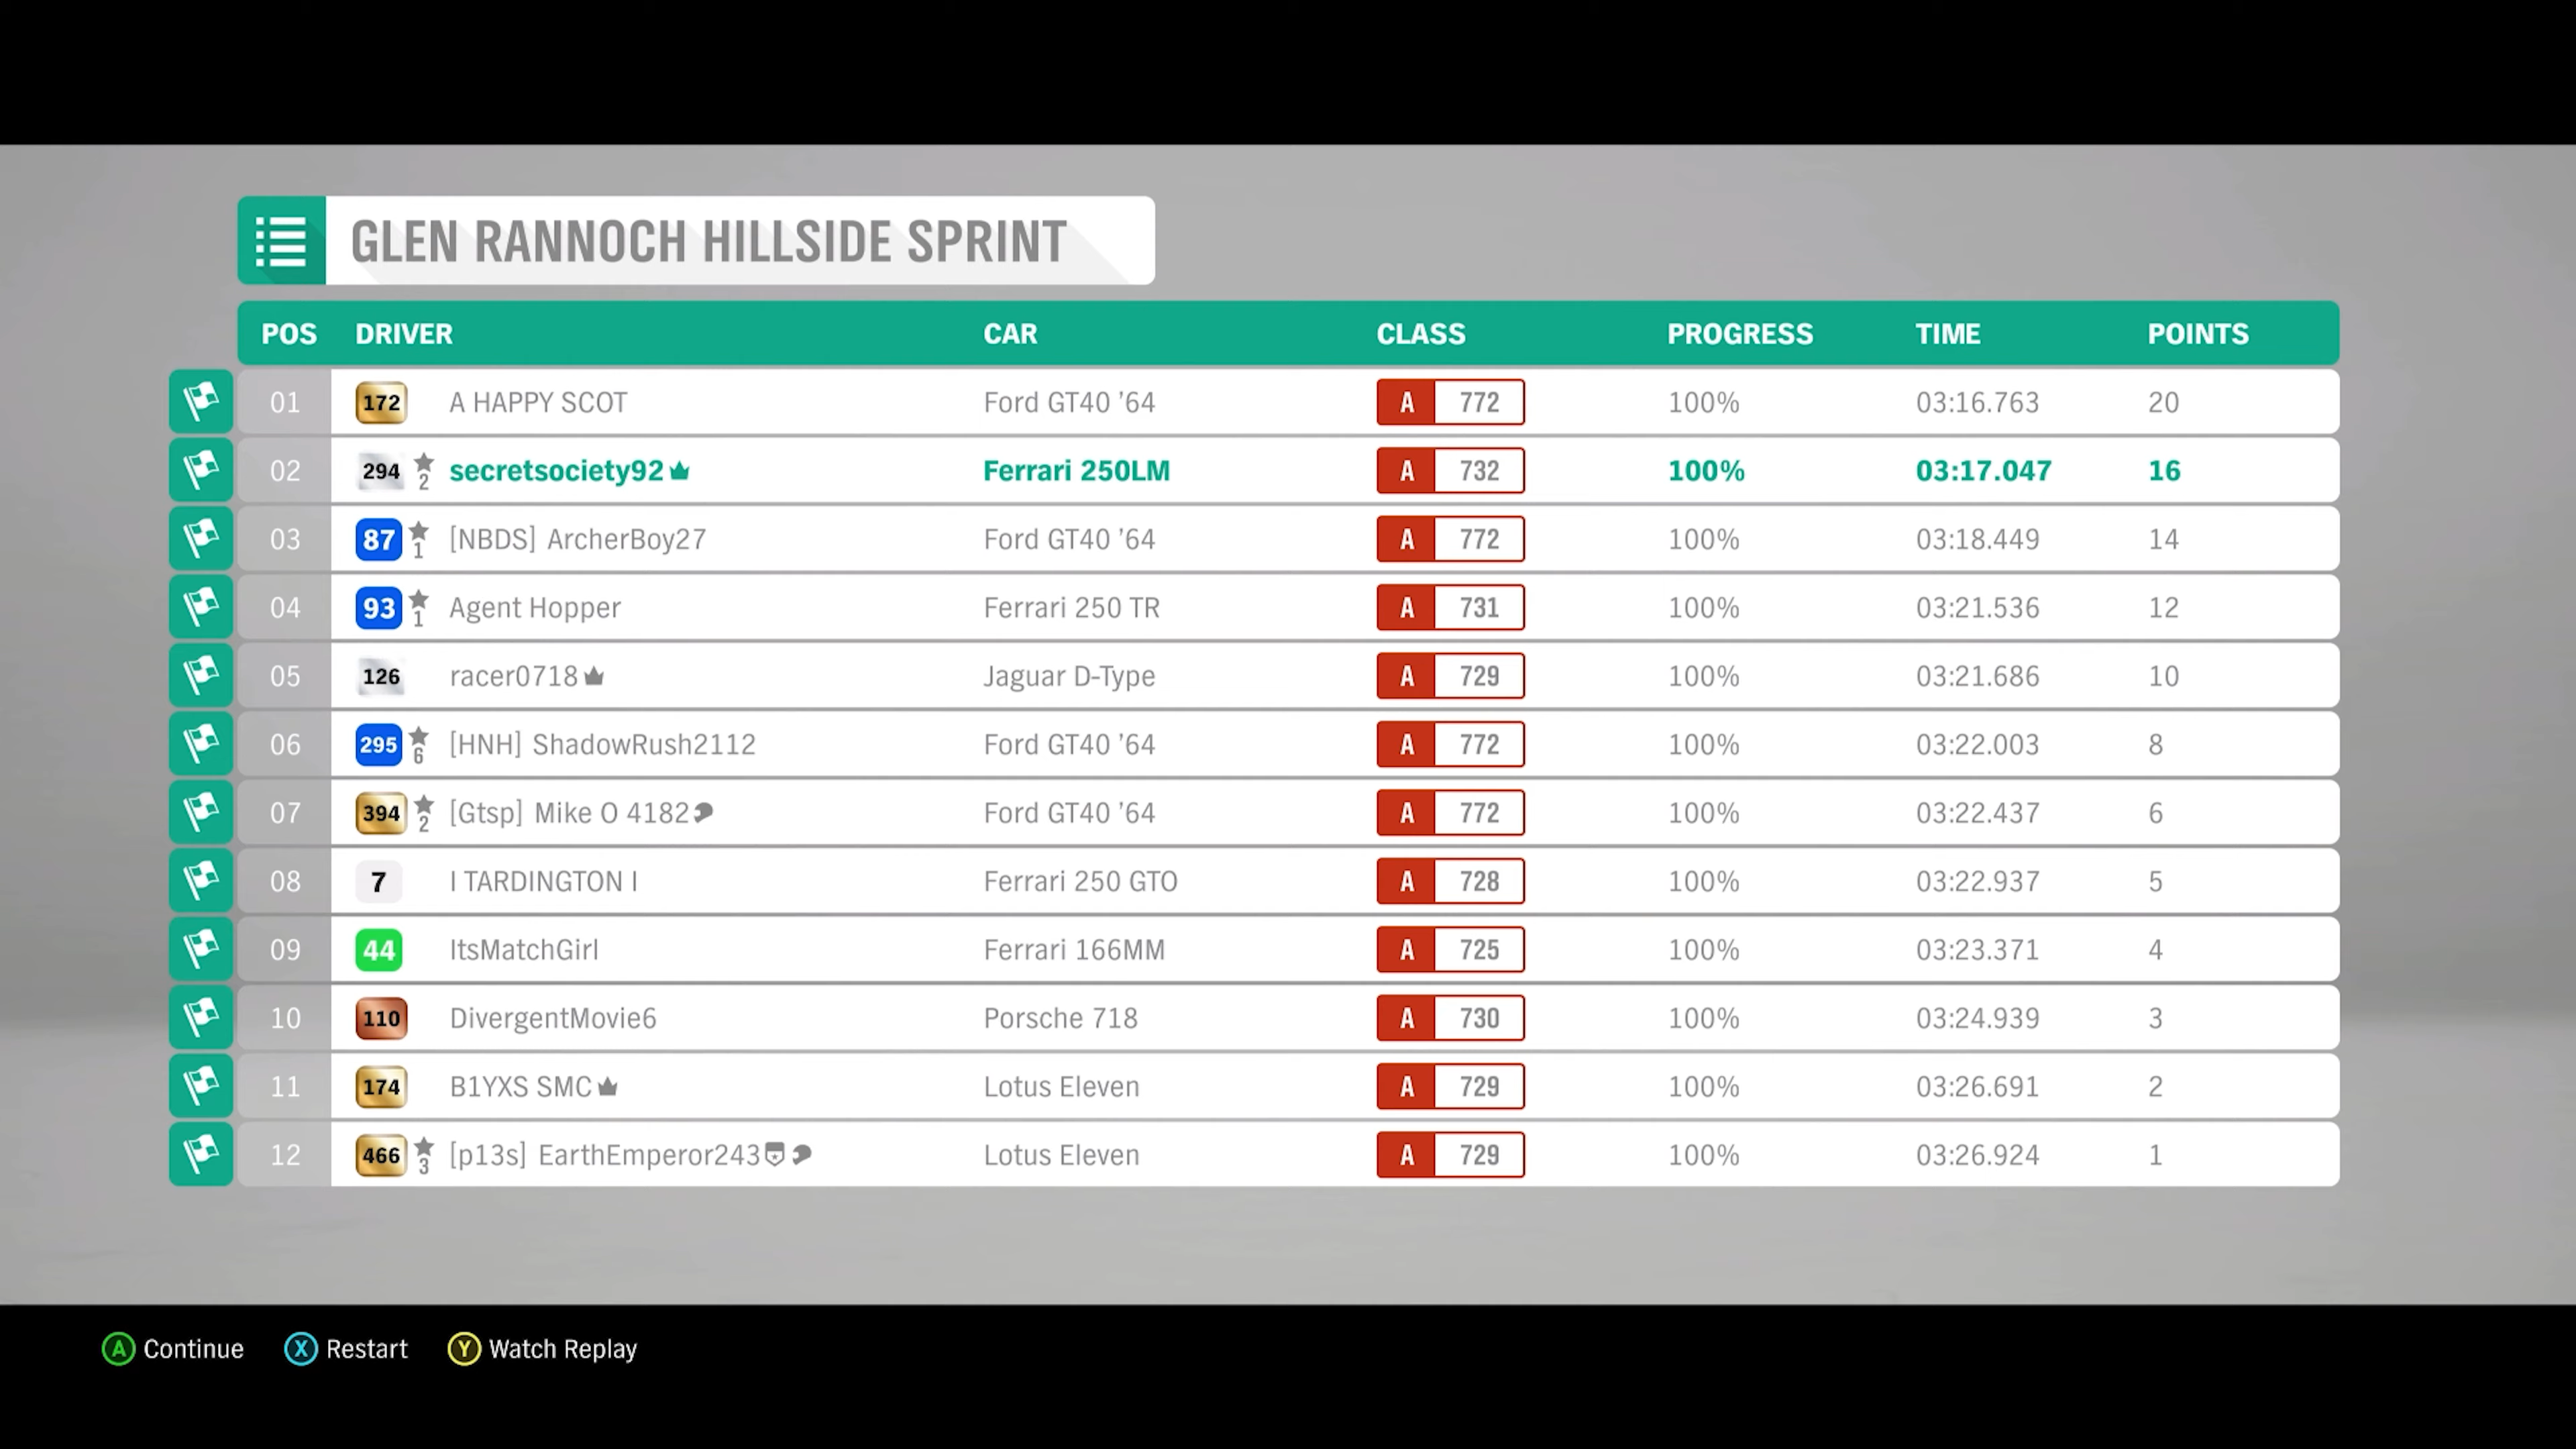 GLEN RANNOCH HILLSIDE SPRINT
POS DRIVER CAR CLASS PROGRESS TIME POINTS
01 172 A HAPPY SCOT Ford GT40 '64 A 772 100% 03:16.763 20
02 294 2 secretsociety92 Ferrari 250LM A 732 100% 03:17.047 16
03 87 1 [NBDS] ArcherBoy27 Ford GT40 '64 A 772 100% 03:18.449 14
04 93 1 Agent Hopper Ferrari 250 TR A 731 100% 03:21.536 12
05 126 racer0718 Jaguar D-Type A 729 100% 03:21.686 10
06 295 6 [HNH] ShadowRush2112 Ford GT40 '64 A 772 100% 03:22.003 8
07 394 2 [Gtsp] Mike O 4182 Ford GT40 '64 A 772 100% 03:22.437 6
08 7 I TARDINGTON I Ferrari 250 GTO A 728 100% 03:22.937 5
09 44 ItsMatchGirl Ferrari 166MM A 725 100% 03:23.371 4
10 110 DivergentMovie6 Porsche 718 A 730 100% 03:24.939 3
11 174 B1YXS SMC Lotus Eleven A 729 100% 03:26.691 2
12 466 3 [p13s] EarthEmperor243 Lotus Eleven A 729 100% 03:26.924 1
A Continue X Restart Y Watch Replay